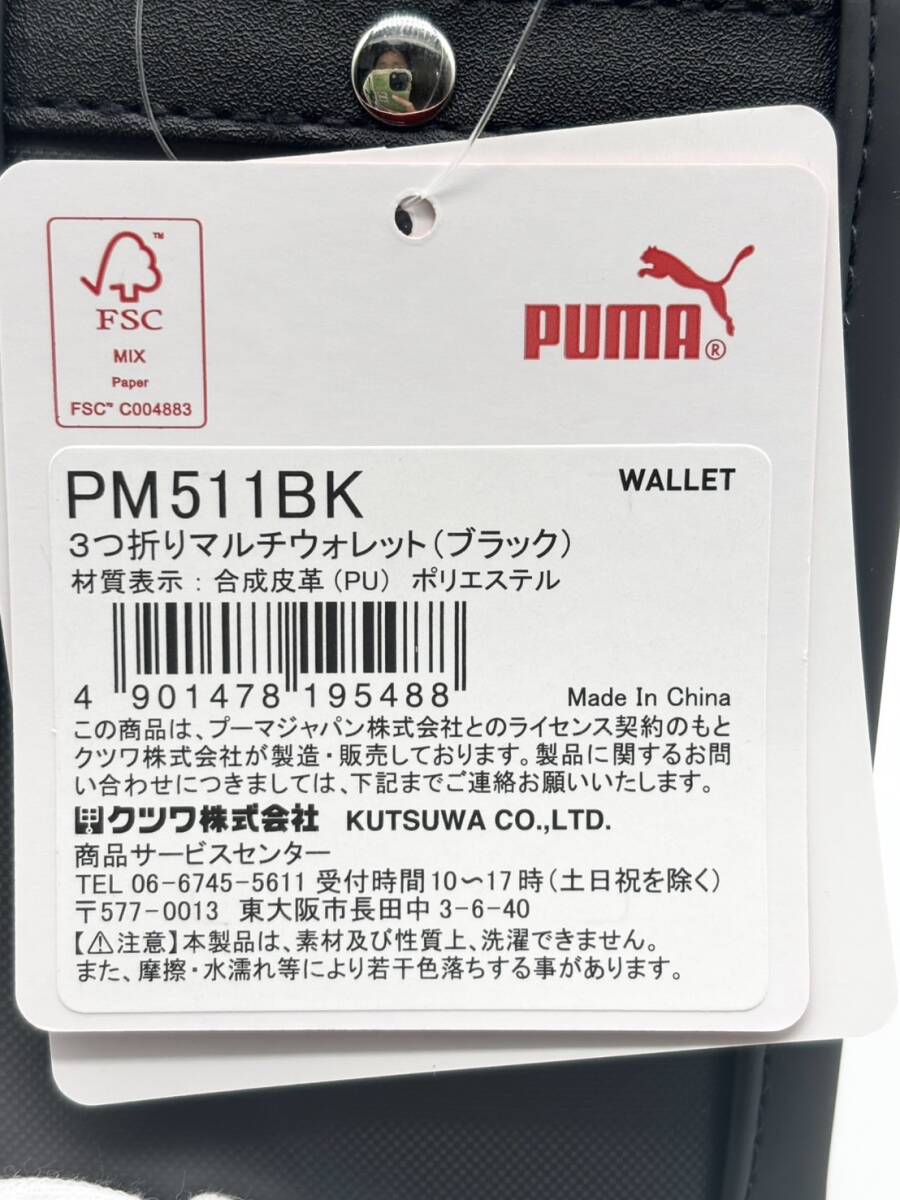 FSC™
MIX
Paper
FSC™ C004883
PUMA®
PM511BK
WALLET
3つ折りマルチウォレット(ブラック)
材質表示:合成皮革(PU) ポリエステル
4 901478 195488
Made In China
この商品は、プーマジャパン株式会社とのライセンス契約のもと
クツワ株式会社が製造・販売しております。製品に関するお問
い合わせにつきましては、下記までご連絡お願いいたします。
クツワ株式会社 KUTSUWA CO.,LTD.
商品サービスセンター
TEL 06-6745-5611 受付時間10〜17時(土日祝を除く)
〒577-0013 東大阪市長田中 3-6-40
【⚠注意】本製品は、素材及び性質上、洗濯できません。
また、摩擦・水濡れ等により若干色落ちする事があります。